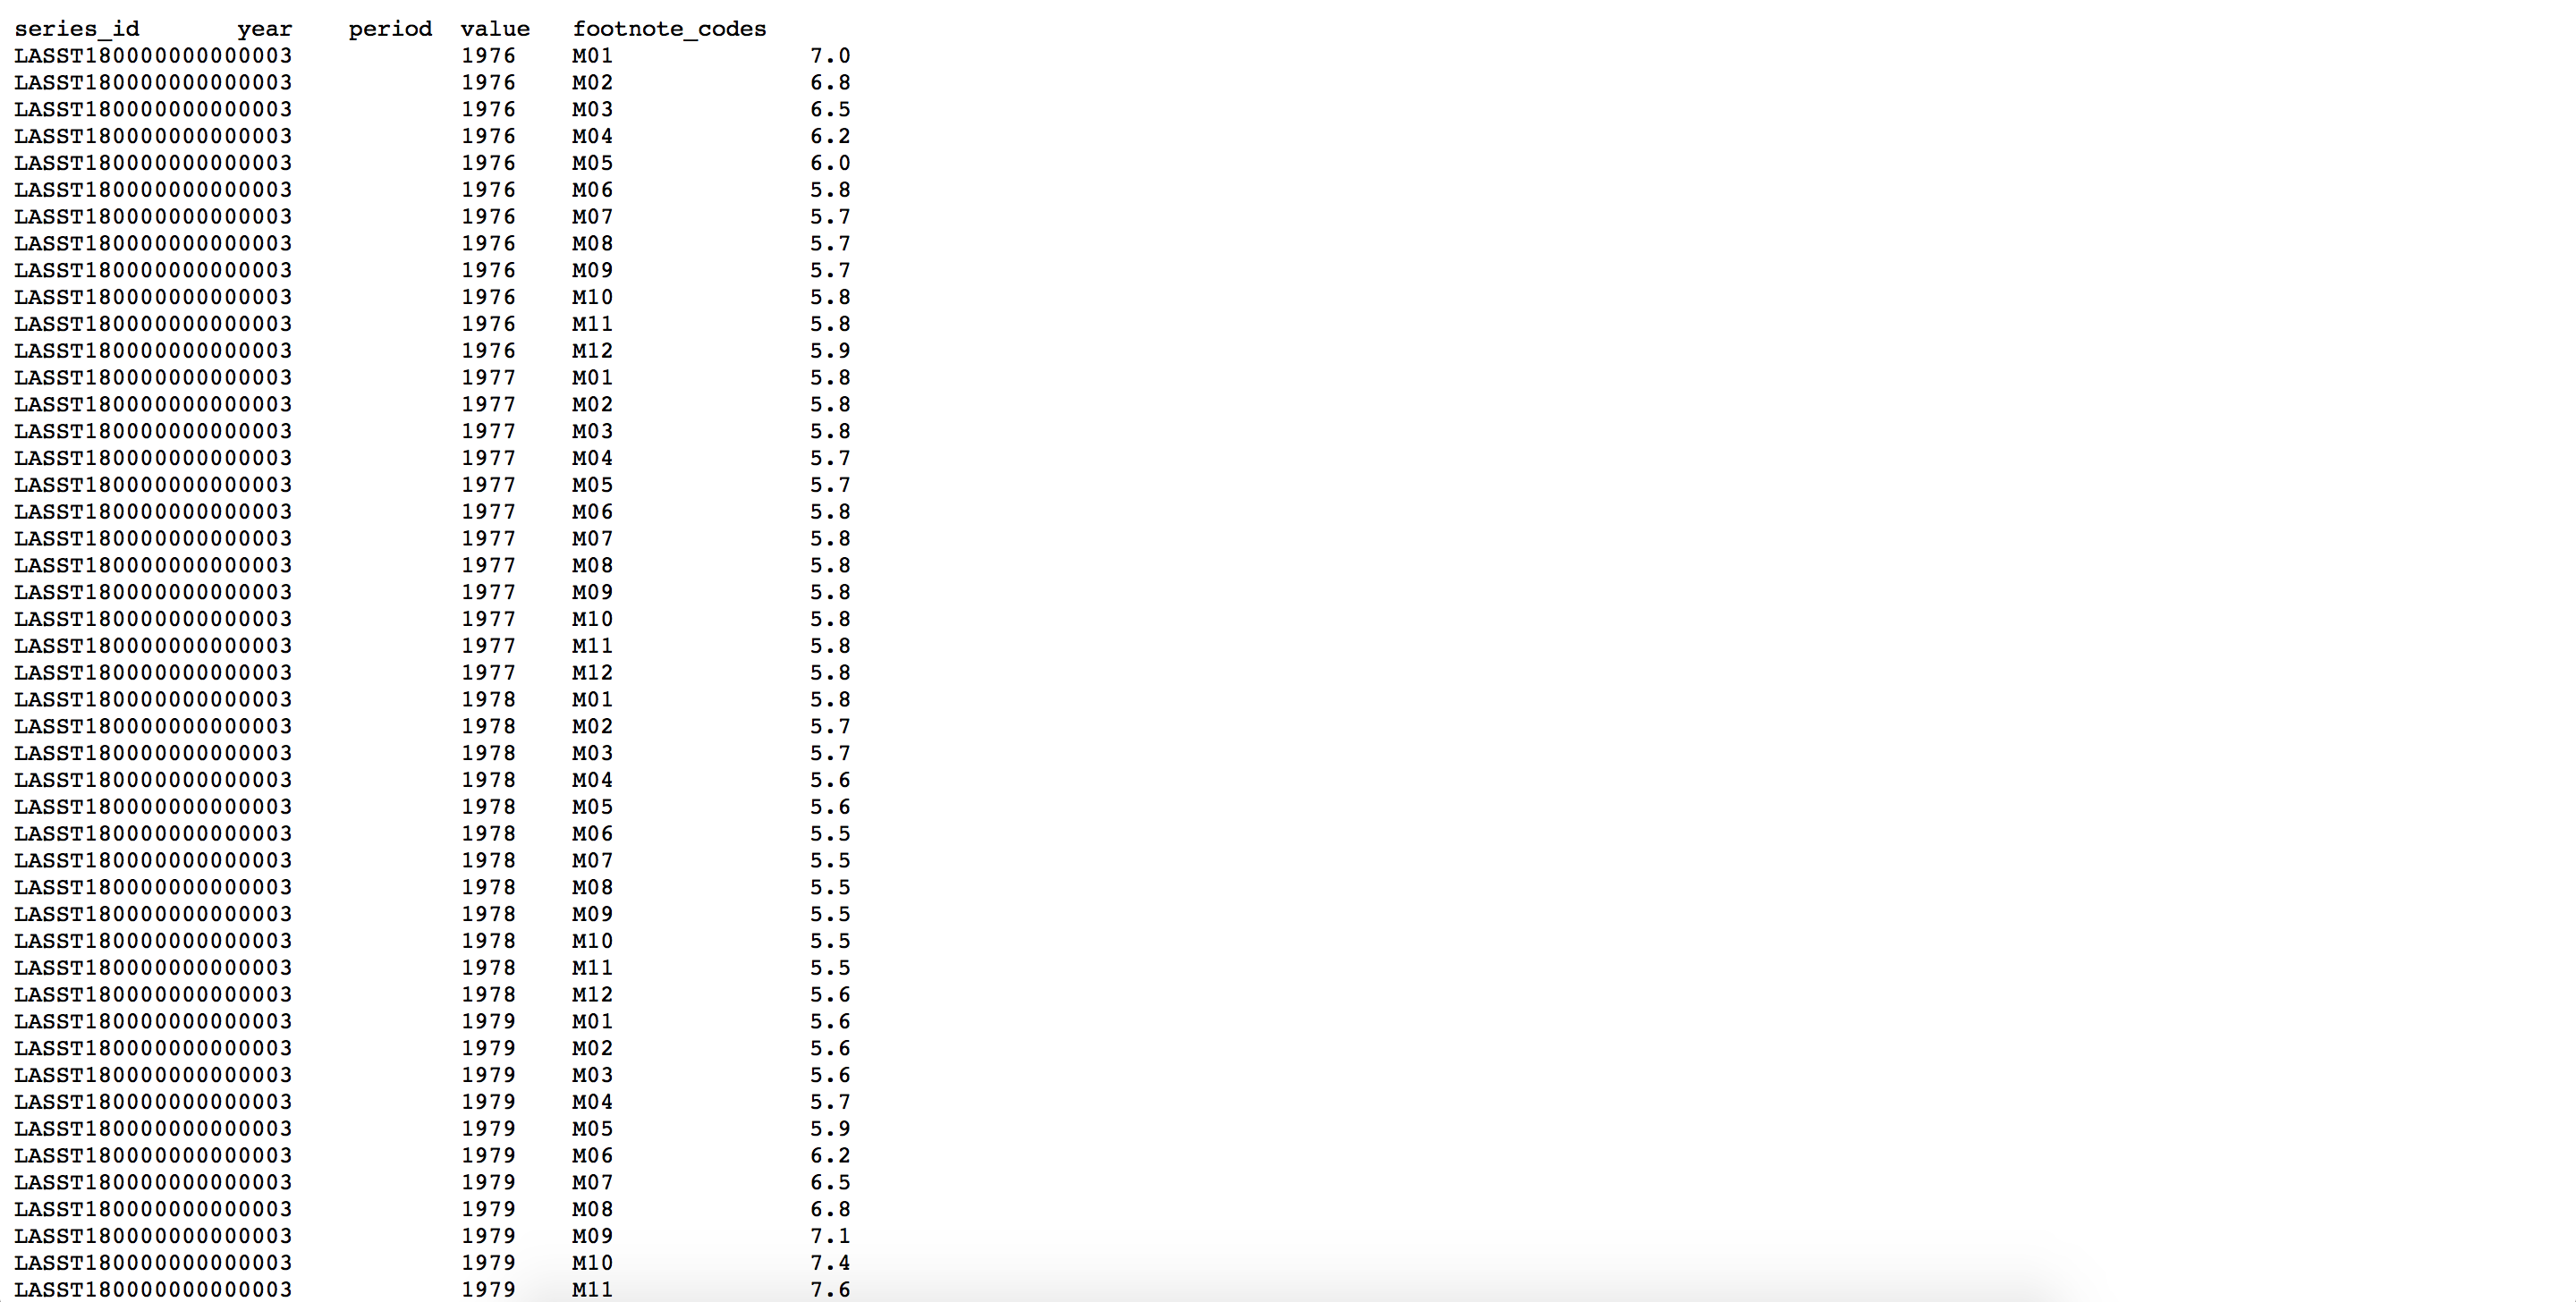 series_id year period value footnote_codes
LASST180000000000003 1976 M01 7.0
LASST180000000000003 1976 M02 6.8
LASST180000000000003 1976 M03 6.5
LASST180000000000003 1976 M04 6.2
LASST180000000000003 1976 M05 6.0
LASST180000000000003 1976 M06 5.8
LASST180000000000003 1976 M07 5.7
LASST180000000000003 1976 M08 5.7
LASST180000000000003 1976 M09 5.7
LASST180000000000003 1976 M10 5.8
LASST180000000000003 1976 M11 5.8
LASST180000000000003 1976 M12 5.9
LASST180000000000003 1977 M01 5.8
LASST180000000000003 1977 M02 5.8
LASST180000000000003 1977 M03 5.8
LASST180000000000003 1977 M04 5.7
LASST180000000000003 1977 M05 5.7
LASST180000000000003 1977 M06 5.8
LASST180000000000003 1977 M07 5.8
LASST180000000000003 1977 M08 5.8
LASST180000000000003 1977 M09 5.8
LASST180000000000003 1977 M10 5.8
LASST180000000000003 1977 M11 5.8
LASST180000000000003 1977 M12 5.8
LASST180000000000003 1978 M01 5.8
LASST180000000000003 1978 M02 5.7
LASST180000000000003 1978 M03 5.7
LASST180000000000003 1978 M04 5.6
LASST180000000000003 1978 M05 5.6
LASST180000000000003 1978 M06 5.5
LASST180000000000003 1978 M07 5.5
LASST180000000000003 1978 M08 5.5
LASST180000000000003 1978 M09 5.5
LASST180000000000003 1978 M10 5.5
LASST180000000000003 1978 M11 5.5
LASST180000000000003 1978 M12 5.6
LASST180000000000003 1979 M01 5.6
LASST180000000000003 1979 M02 5.6
LASST180000000000003 1979 M03 5.6
LASST180000000000003 1979 M04 5.7
LASST180000000000003 1979 M05 5.9
LASST180000000000003 1979 M06 6.2
LASST180000000000003 1979 M07 6.5
LASST180000000000003 1979 M08 6.8
LASST180000000000003 1979 M09 7.1
LASST180000000000003 1979 M10 7.4
LASST180000000000003 1979 M11 7.6